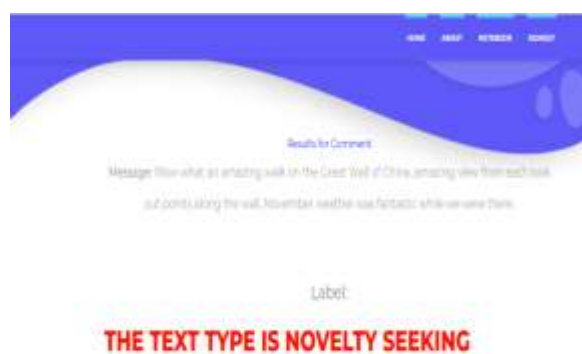 HOME ABOUT NOTEBOOK
Results for Comment
Message: Wow what an amazing walk on the Great Wall of China, amazing view from each look
out points along the wall, November weather was fantastic while we were there.
Label:
THE TEXT TYPE IS NOVELTY SEEKING